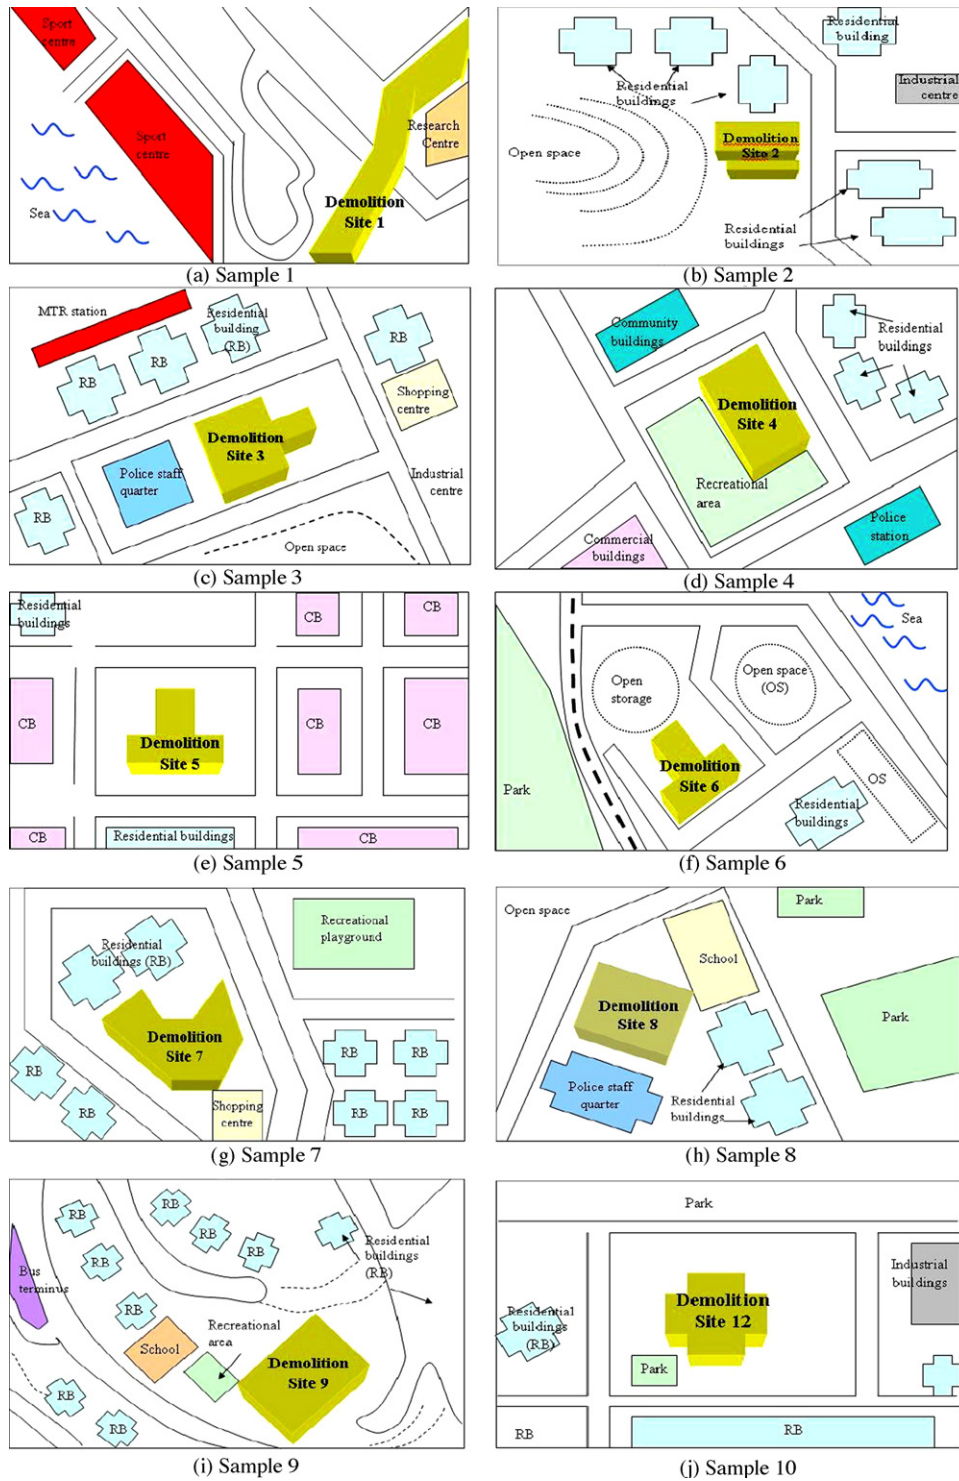 Sport
centre
Sport
centre
Research
Centre
Sea
Demolition
Site 1
(a) Sample 1
Residential
building
Industrial
centre
Residential
buildings
Open space
Demolition
Site 2
Residential
buildings
(b) Sample 2
MTR station
Residential
building
(RB)
RB
RB
RB
Shopping
centre
Demolition
Site 3
Police staff
quarter
Industrial
centre
RB
Open space
(c) Sample 3
Community
buildings
Residential
buildings
Demolition
Site 4
Recreational
area
Police
station
Commercial
buildings
(d) Sample 4
Residential
buildings
CB
CB
CB
CB
CB
Demolition
Site 5
CB
Residential buildings
CB
(e) Sample 5
Sea
Open
storage
Open space
(OS)
Park
Demolition
Site 6
OS
Residential
buildings
(f) Sample 6
Recreational
playground
Residential
buildings (RB)
Demolition
Site 7
RB
RB
RB
RB
RB
RB
Shopping
centre
(g) Sample 7
Open space
Park
School
Demolition
Site 8
Park
Police staff
quarter
Residential
buildings
(h) Sample 8
RB
RB
RB
RB
RB
Residential
buildings
(RB)
Bus
terminus
RB
RB
School
Recreational
area
Demolition
Site 9
RB
RB
(i) Sample 9
Park
Industrial
buildings
Residential
buildings
(RB)
Demolition
Site 12
Park
RB
RB
(j) Sample 10